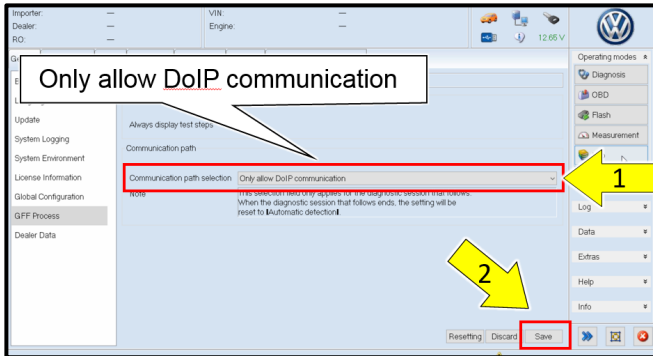 Importer: — VIN: —
Dealer: — Engine: —
RO: —
12.65 V
Only allow DoIP communication
Operating modes
Diagnosis
OBD
Flash
Measurement
Update
Always display test steps
System Logging
Communication path
System Environment
License Information
Communication path selection Only allow DoIP communication
1
Note This selection field only applies for the diagnostic session that follows.
When the diagnostic session that follows ends, the setting will be
reset to Automatic detection.
Global Configuration
GFF Process
Dealer Data
Log
Data
Extras
Help
Info
2
Resetting Discard Save